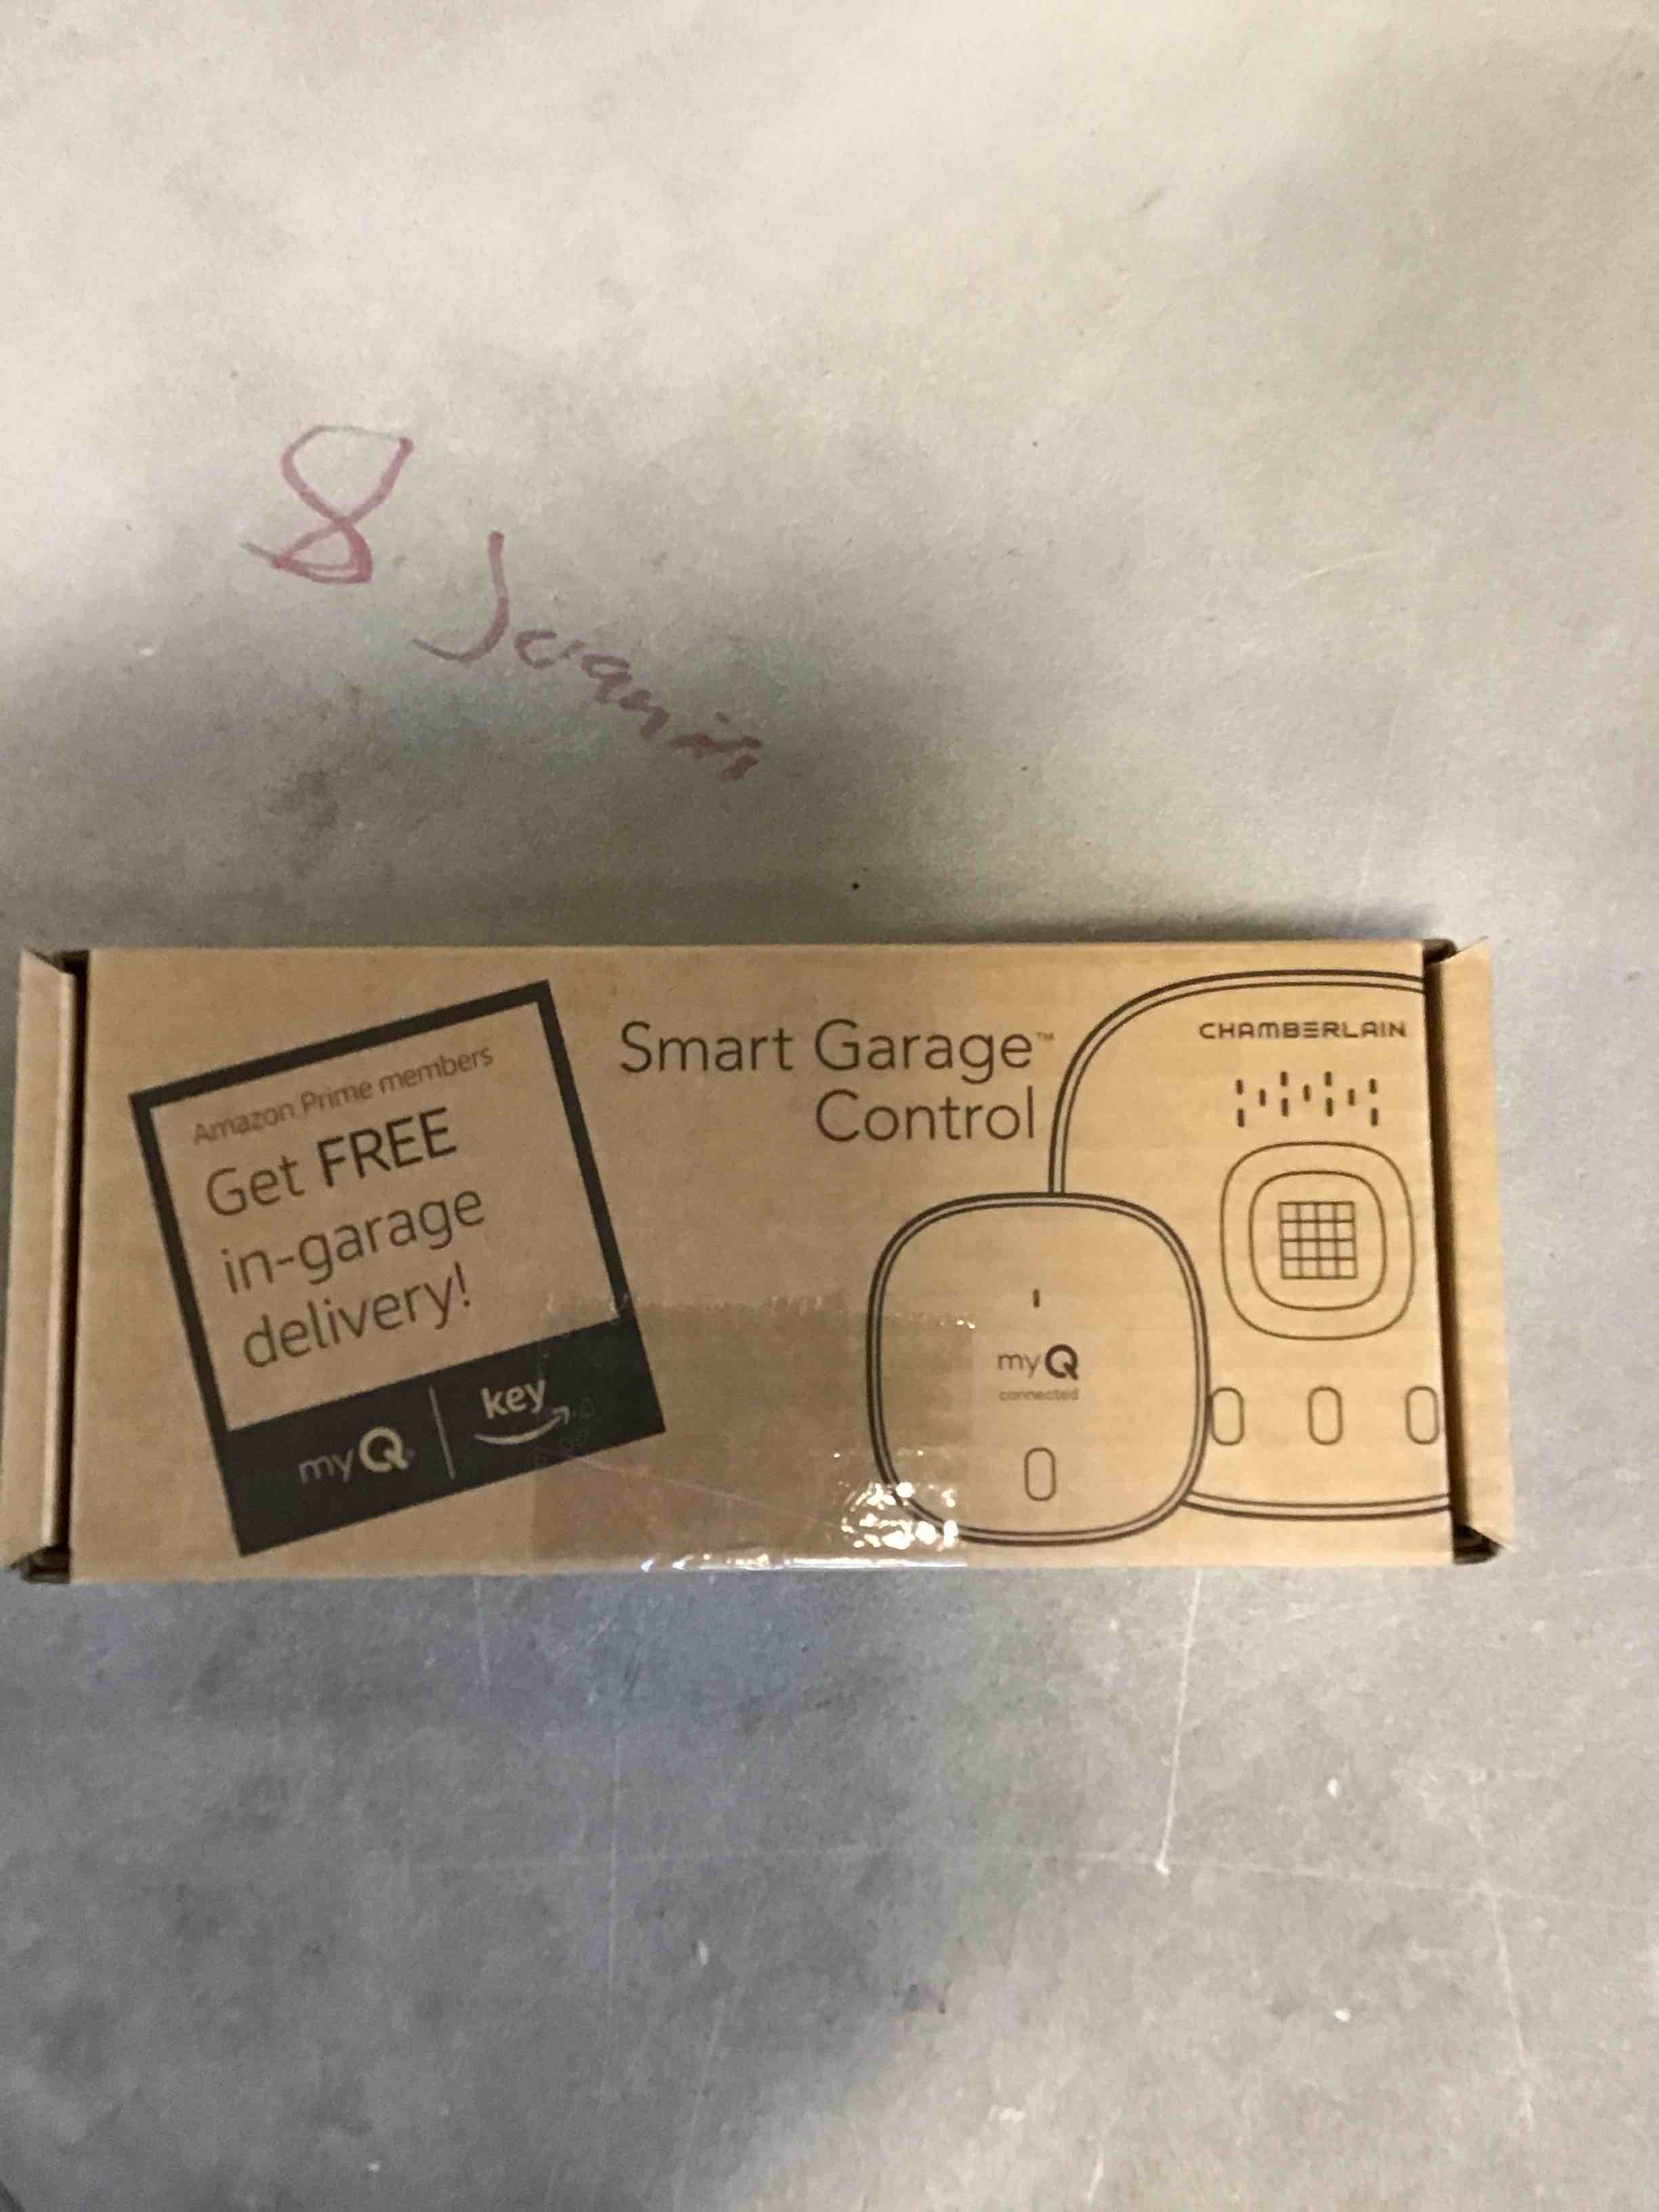 8
Smart Garage™
Control
CHAMBERLAIN
Amazon Prime members
Get FREE
in-garage
delivery!
myQ
key
myQ
connected